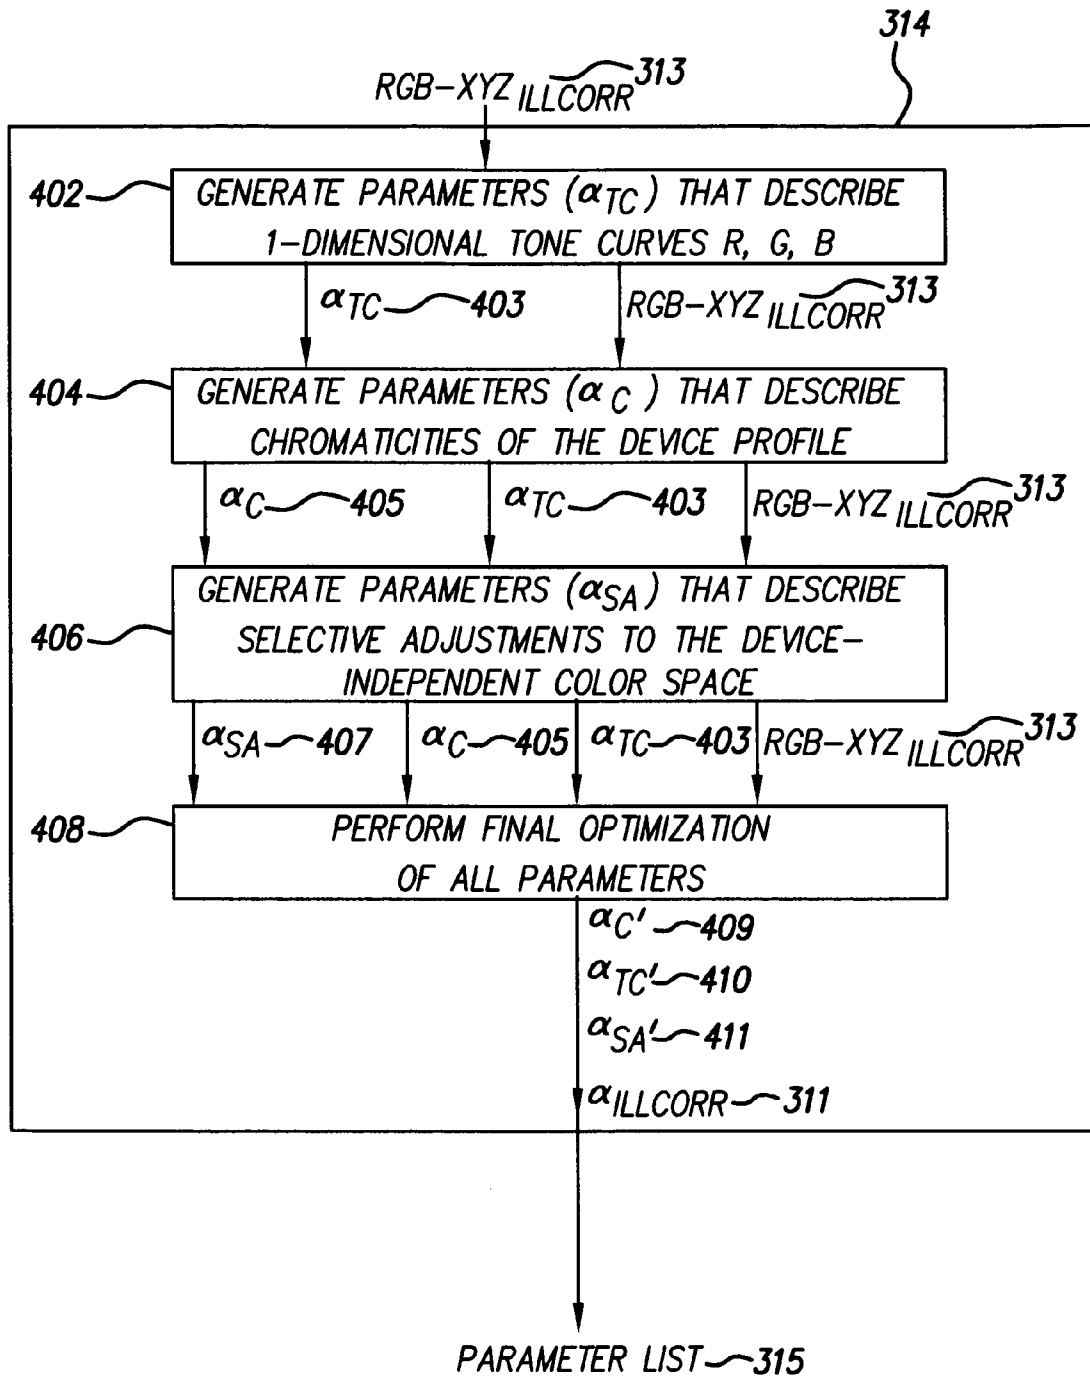 314
RGB-XYZ ILLCORR 313
402
GENERATE PARAMETERS (αTC) THAT DESCRIBE
1-DIMENSIONAL TONE CURVES R, G, B
αTC 403 RGB-XYZ ILLCORR 313
404
GENERATE PARAMETERS (αC) THAT DESCRIBE
CHROMATICITIES OF THE DEVICE PROFILE
αC 405 αTC 403 RGB-XYZ ILLCORR 313
406
GENERATE PARAMETERS (αSA) THAT DESCRIBE
SELECTIVE ADJUSTMENTS TO THE DEVICE-
INDEPENDENT COLOR SPACE
αSA 407 αC 405 αTC 403 RGB-XYZ ILLCORR 313
408
PERFORM FINAL OPTIMIZATION
OF ALL PARAMETERS
αC' 409
αTC' 410
αSA' 411
αILLCORR 311
PARAMETER LIST 315